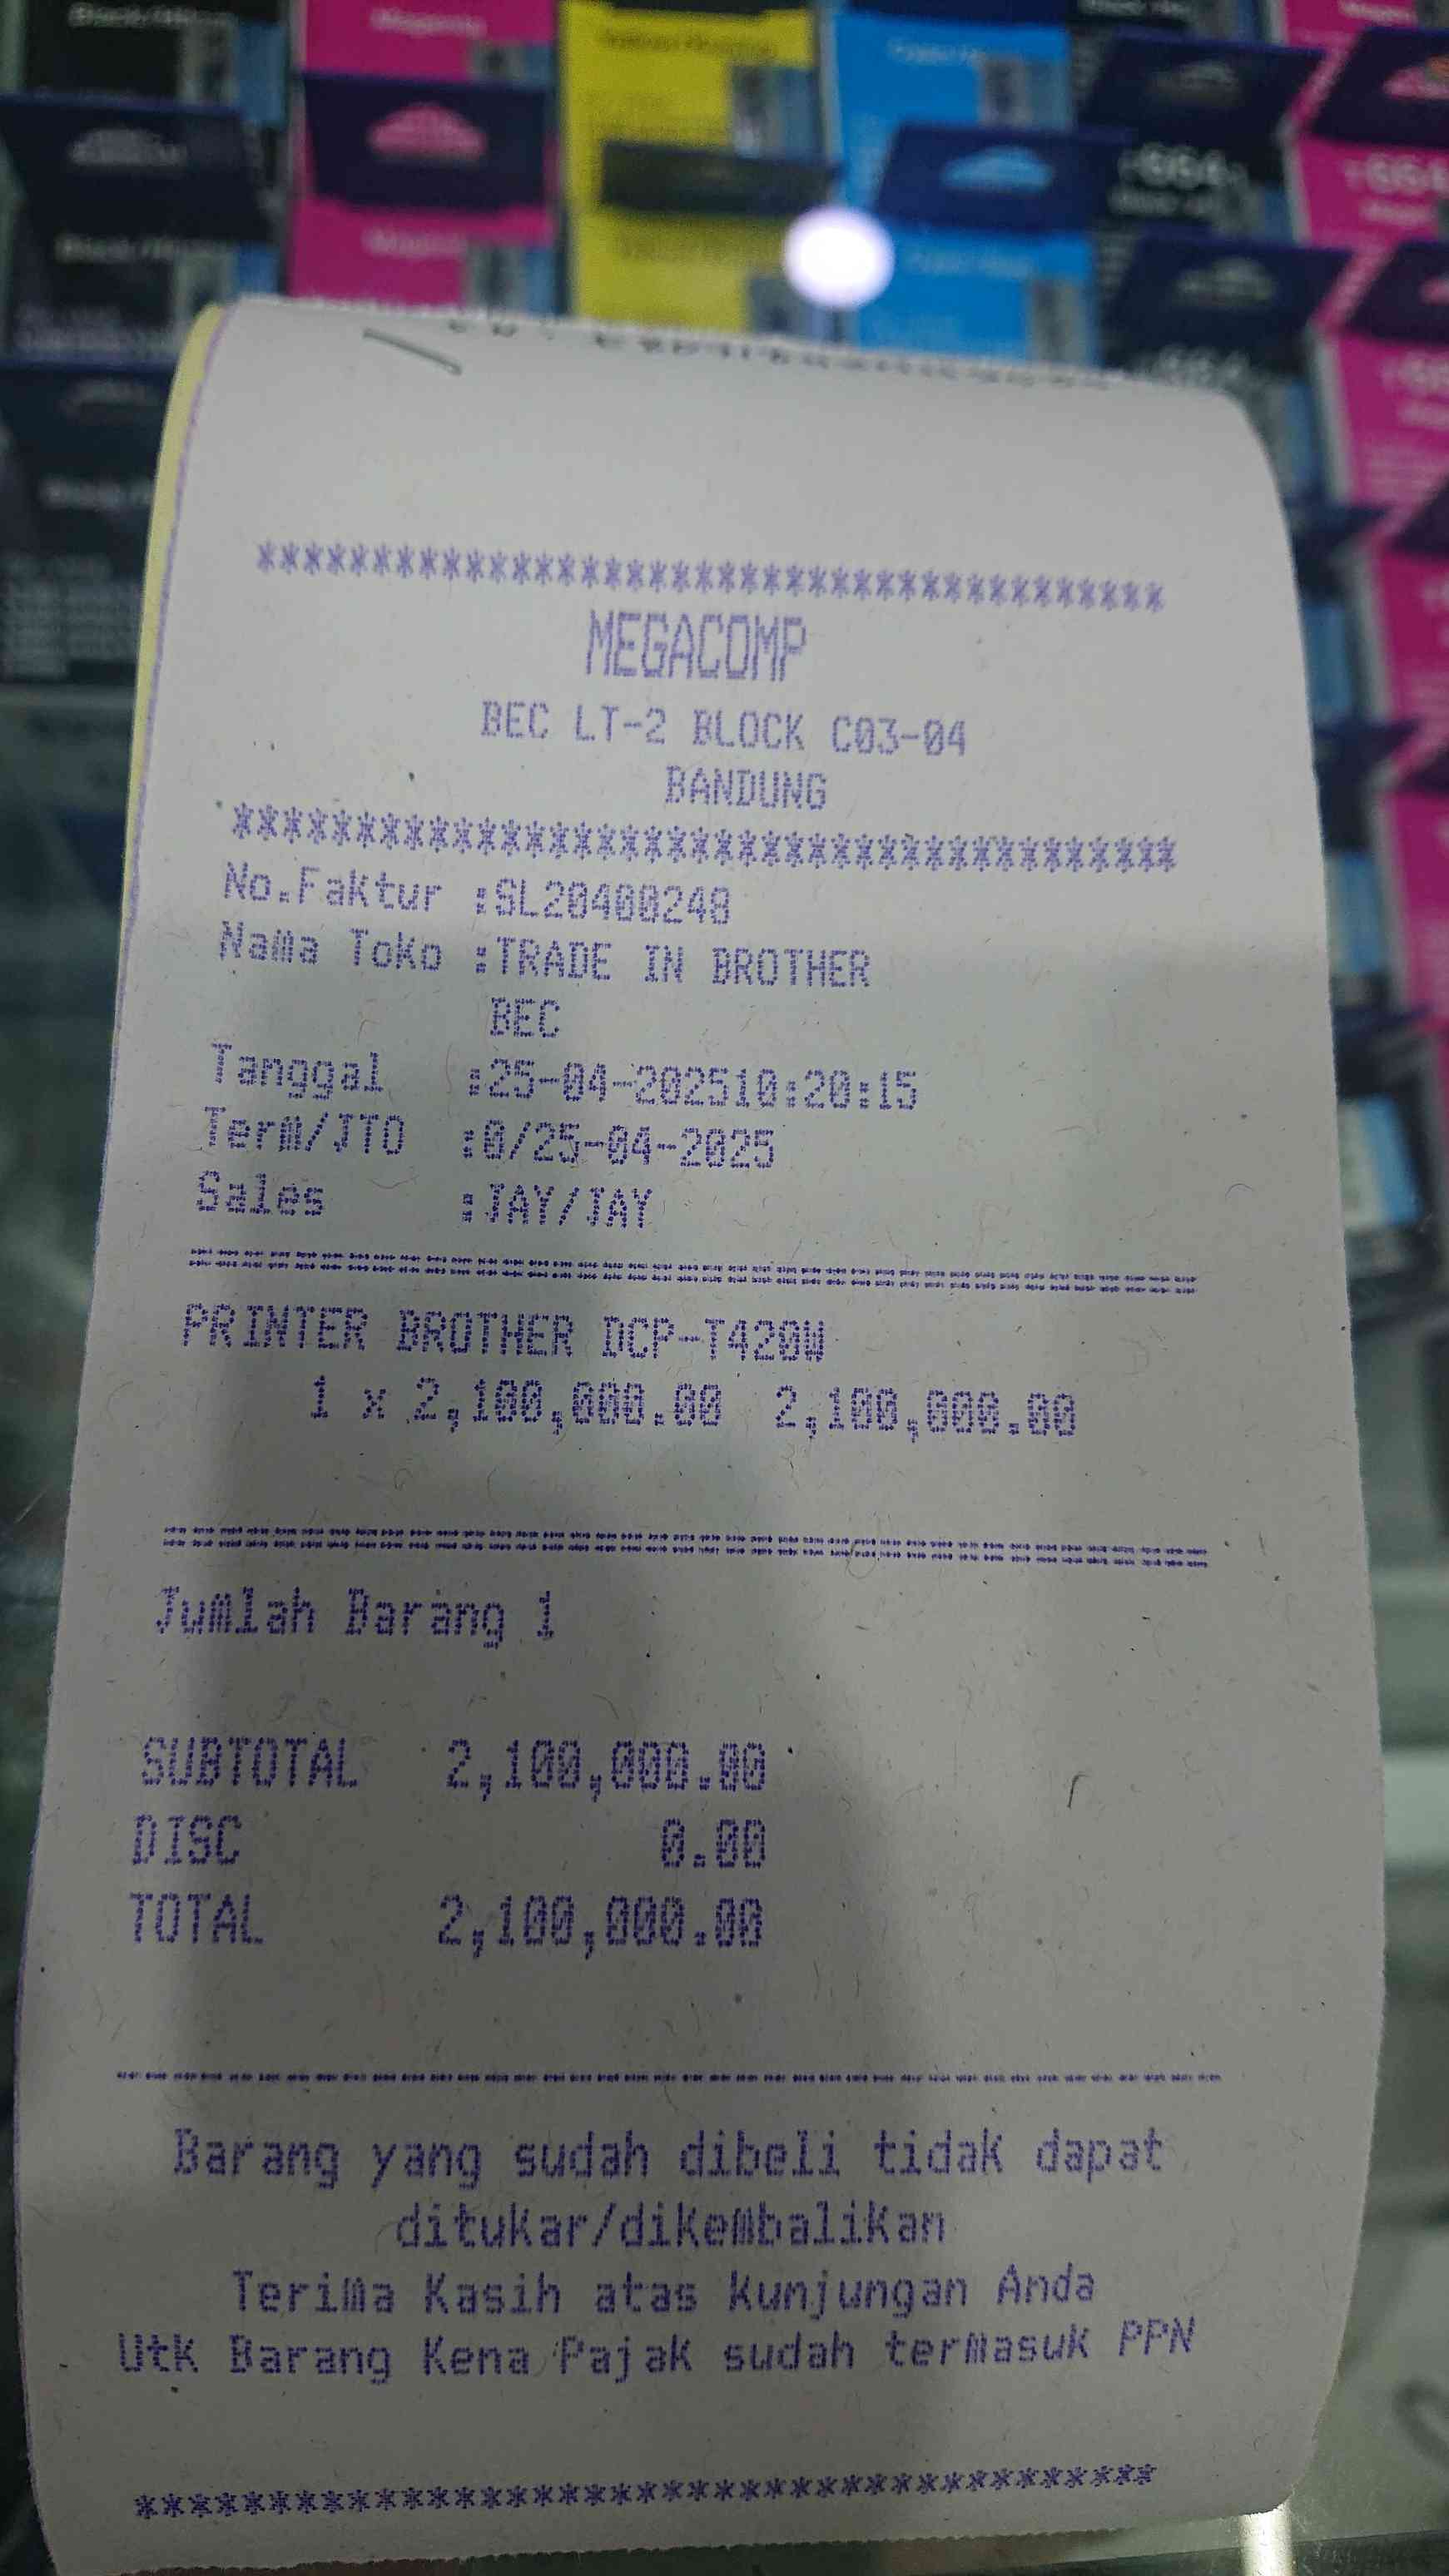 ****************************************
MEGACOMP
BEC LT-2 BLOCK C03-04
BANDUNG
****************************************
No.Faktur :SL20400248
Nama Toko :TRADE IN BROTHER
BEC
Tanggal :25-04-202510:20:15
Term/JTO :0/25-04-2025
Sales :JAY/JAY
PRINTER BROTHER DCP-T420W
1 x 2,100,000.00 2,100,000.00
Jumlah Barang 1
SUBTOTAL 2,100,000.00
DISC 0.00
TOTAL 2,100,000.00
Barang yang sudah dibeli tidak dapat
ditukar/dikembalikan
Terima Kasih atas Kunjungan Anda
Utk Barang Kena Pajak sudah termasuk PPN
****************************************
664